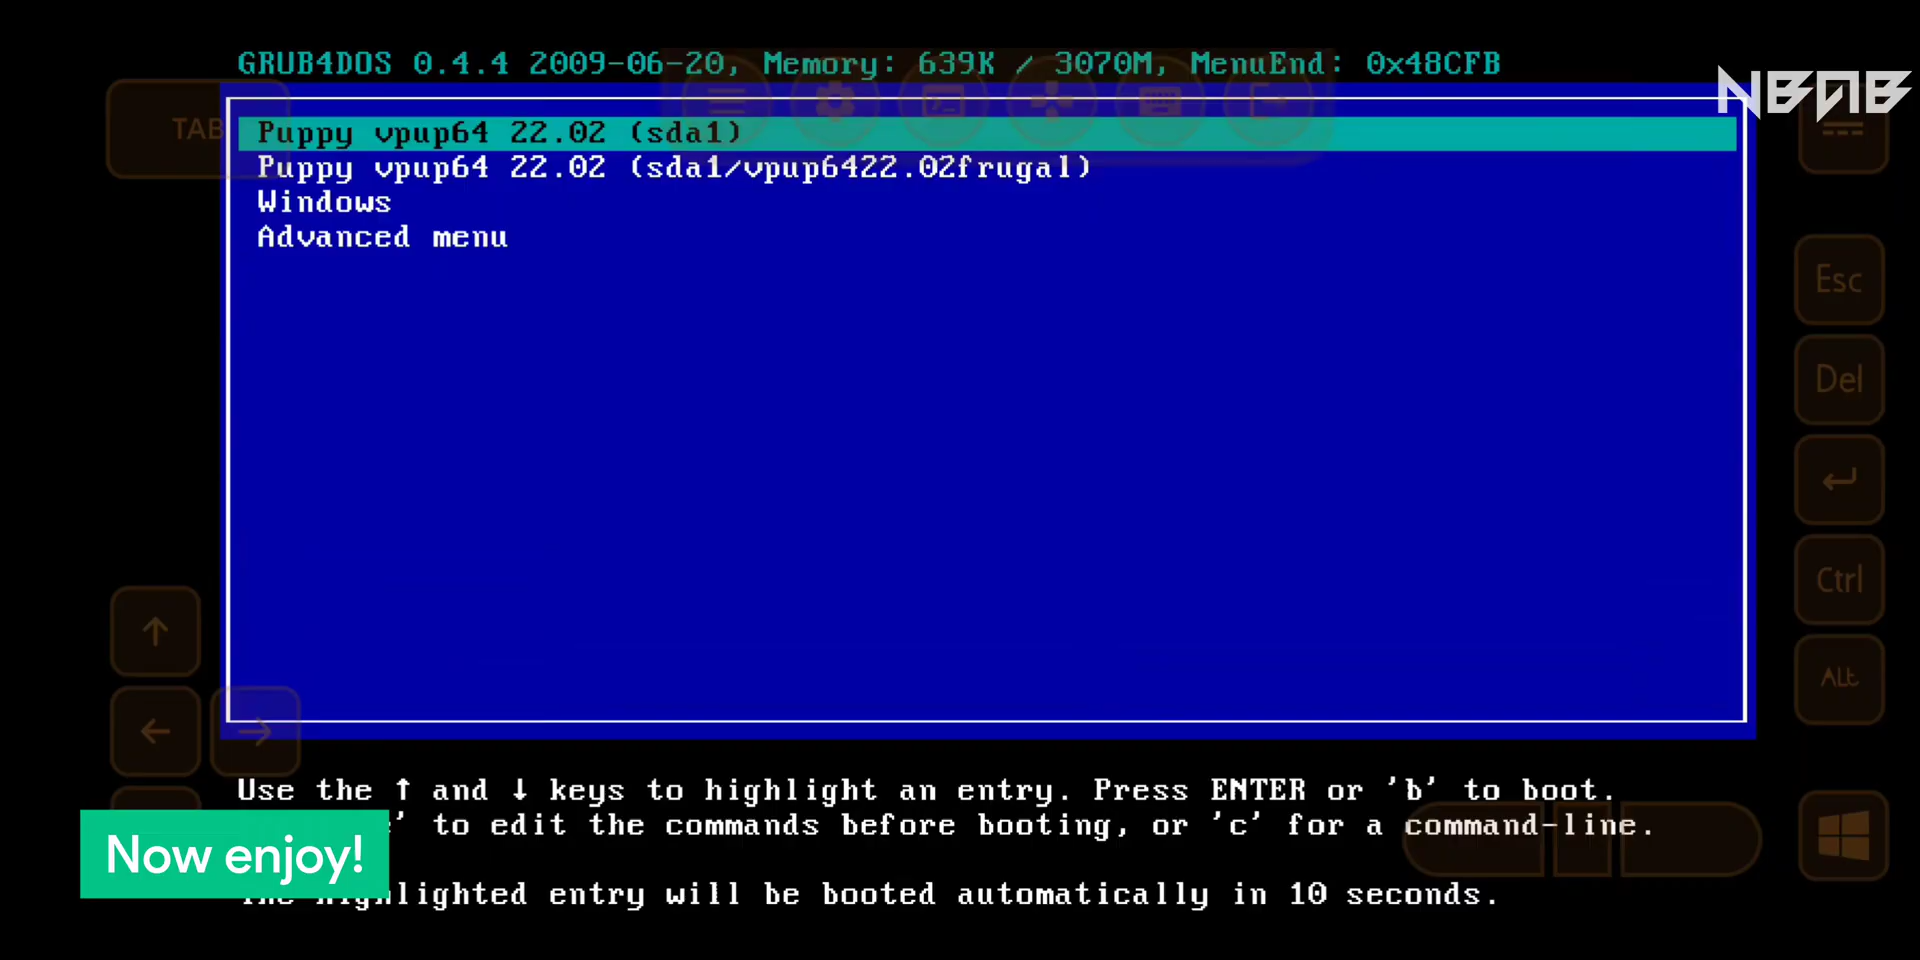 GRUB4DOS 0.4.4 2009-06-20, Memory: 639K / 3070M, MenuEnd: 0x48CFB
NBAB
TAB
Puppy vpup64 22.02 (sda1)
Puppy vpup64 22.02 (sda1/vpup6422.02frugal)
Windows
Advanced menu
Esc
Del
Ctrl
Alt
Use the ↑ and ↓ keys to highlight an entry. Press ENTER or 'b' to boot.
' to edit the commands before booting, or 'c' for a command-line.
Now enjoy!
The highlighted entry will be booted automatically in 10 seconds.